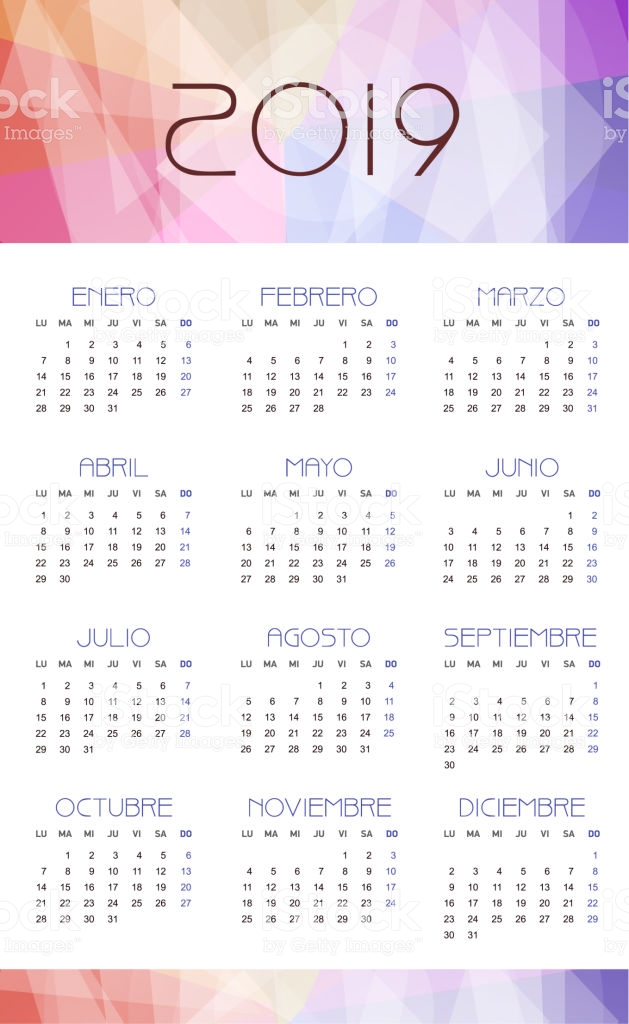 2019
iStock
by Getty Images™
ENERO
LU MA MI JU VI SA DO
1 2 3 4 5 6
7 8 9 10 11 12 13
14 15 16 17 18 19 20
21 22 23 24 25 26 27
28 29 30 31
FEBRERO
LU MA MI JU VI SA DO
1 2 3
4 5 6 7 8 9 10
11 12 13 14 15 16 17
18 19 20 21 22 23 24
25 26 27 28
MARZO
LU MA MI JU VI SA DO
1 2 3
4 5 6 7 8 9 10
11 12 13 14 15 16 17
18 19 20 21 22 23 24
25 26 27 28 29 30 31
ABRIL
LU MA MI JU VI SA DO
1 2 3 4 5 6 7
8 9 10 11 12 13 14
15 16 17 18 19 20 21
22 23 24 25 26 27 28
29 30
MAYO
LU MA MI JU VI SA DO
1 2 3 4 5
6 7 8 9 10 11 12
13 14 15 16 17 18 19
20 21 22 23 24 25 26
27 28 29 30 31
JUNIO
LU MA MI JU VI SA DO
1 2
3 4 5 6 7 8 9
10 11 12 13 14 15 16
17 18 19 20 21 22 23
24 25 26 27 28 29 30
JULIO
LU MA MI JU VI SA DO
1 2 3 4 5 6 7
8 9 10 11 12 13 14
15 16 17 18 19 20 21
22 23 24 25 26 27 28
29 30 31
AGOSTO
LU MA MI JU VI SA DO
1 2 3 4
5 6 7 8 9 10 11
12 13 14 15 16 17 18
19 20 21 22 23 24 25
26 27 28 29 30 31
SEPTIEMBRE
LU MA MI JU VI SA DO
1
2 3 4 5 6 7 8
9 10 11 12 13 14 15
16 17 18 19 20 21 22
23 24 25 26 27 28 29
30
OCTUBRE
LU MA MI JU VI SA DO
1 2 3 4 5 6
7 8 9 10 11 12 13
14 15 16 17 18 19 20
21 22 23 24 25 26 27
28 29 30 31
NOVIEMBRE
LU MA MI JU VI SA DO
1 2 3
4 5 6 7 8 9 10
11 12 13 14 15 16 17
18 19 20 21 22 23 24
25 26 27 28 29 30
DICIEMBRE
LU MA MI JU VI SA DO
1
2 3 4 5 6 7 8
9 10 11 12 13 14 15
16 17 18 19 20 21 22
23 24 25 26 27 28 29
30 31